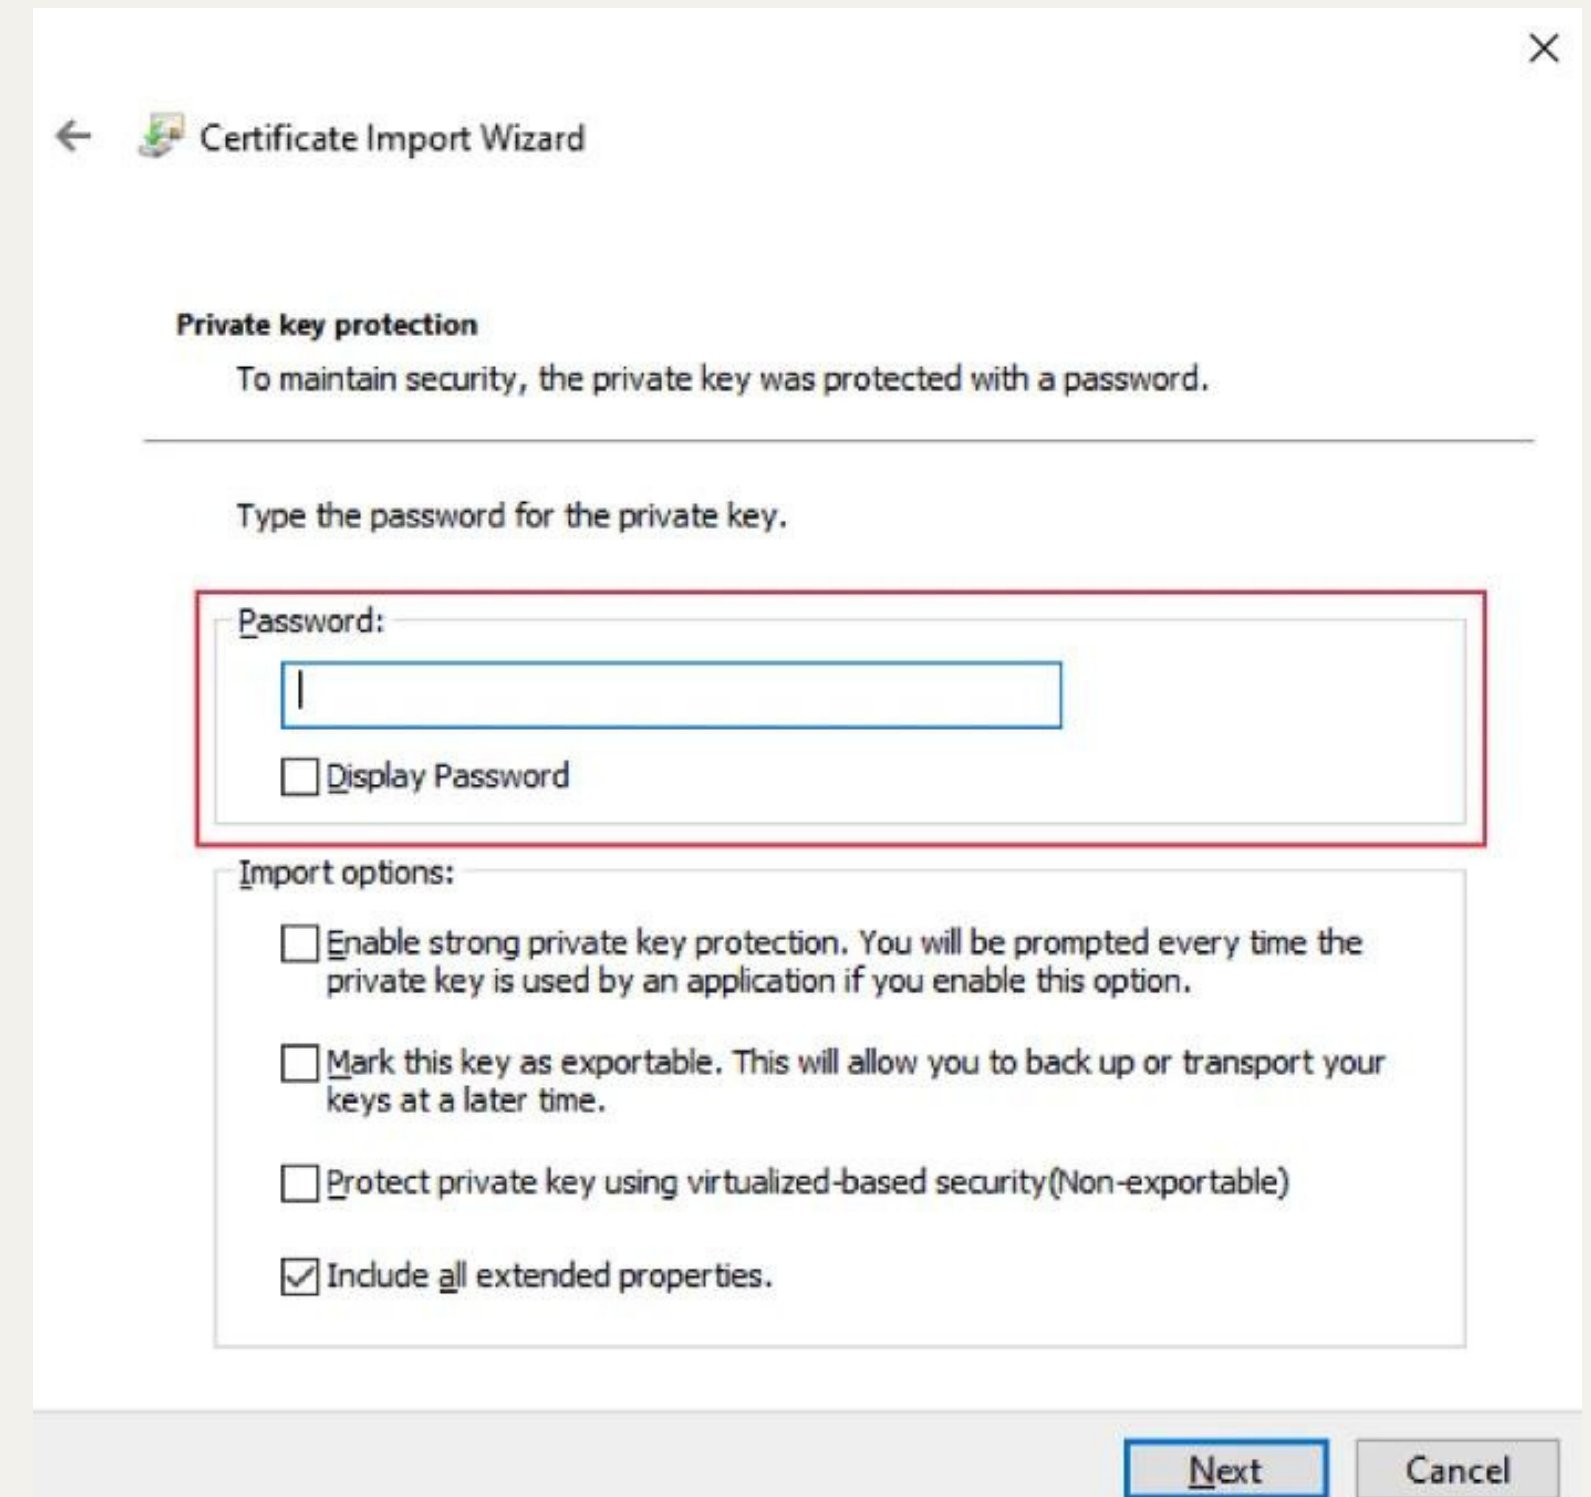 Certificate Import Wizard
Private key protection
To maintain security, the private key was protected with a password.
Type the password for the private key.
Password:
Display Password
Import options:
Enable strong private key protection. You will be prompted every time the
private key is used by an application if you enable this option.
Mark this key as exportable. This will allow you to back up or transport your
keys at a later time.
Protect private key using virtualized-based security(Non-exportable)
Include all extended properties.
Next
Cancel